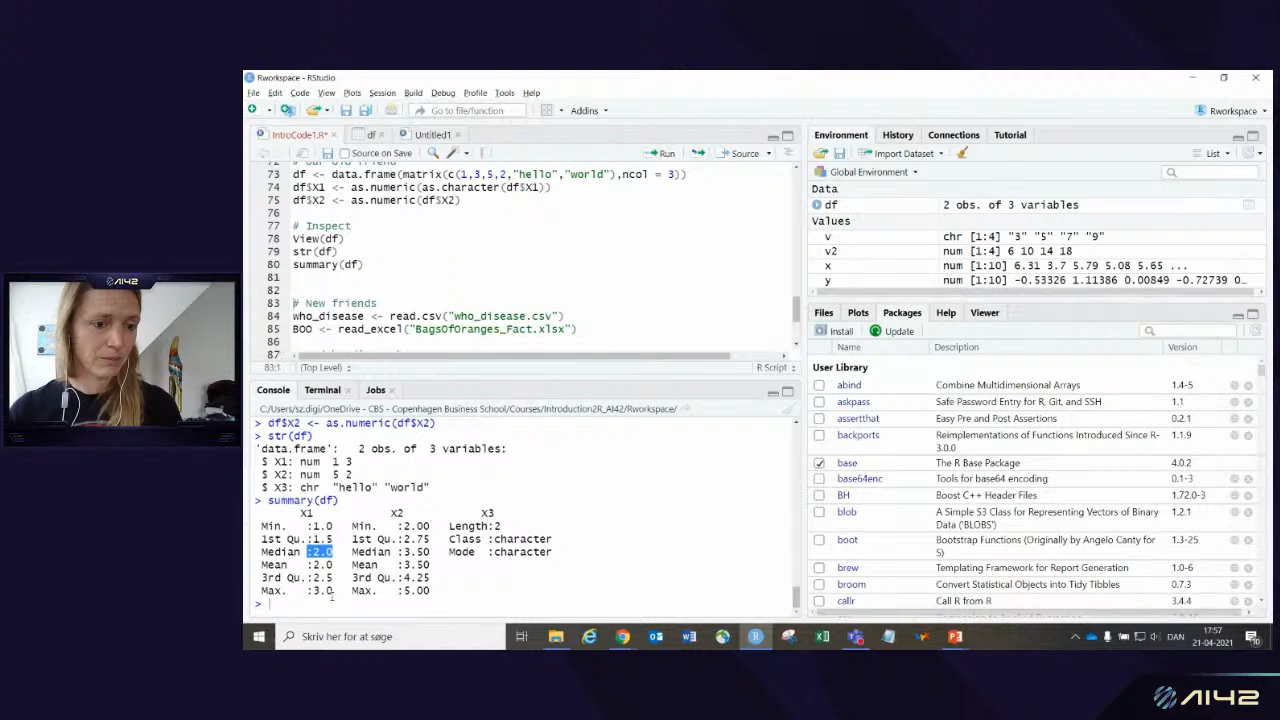 Rworkspace - RStudio
File Edit Code View Plots Session Build Debug Profile Tools Help
Go to file/function Addins Rworkspace
IntroCode1.R* df Untitled1
Source on Save Run Source
73 df <- data.frame(matrix(c(1,3,5,2,"hello","world"),ncol = 3))
74 df$X1 <- as.numeric(as.character(df$X1))
75 df$X2 <- as.numeric(df$X2)
76
77 # Inspect
78 View(df)
79 str(df)
80 summary(df)
81
82
83 # New friends
84 who_disease <- read.csv("who_disease.csv")
85 BOO <- read_excel("BagsOfOranges_Fact.xlsx")
86
87
83:1 (Top Level) R Script
Console Terminal Jobs
C:/Users/sz.digi/OneDrive - CBS - Copenhagen Business School/Courses/Introduction2R_AI42/Rworkspace/
> df$X2 <- as.numeric(df$X2)
> str(df)
'data.frame': 2 obs. of 3 variables:
$ X1: num 1 3
$ X2: num 5 2
$ X3: chr "hello" "world"
> summary(df)
X1 X2 X3
Min. :1.0 Min. :2.00 Length:2
1st Qu.:1.5 1st Qu.:2.75 Class :character
Median :2.0 Median :3.50 Mode :character
Mean :2.0 Mean :3.50
3rd Qu.:2.5 3rd Qu.:4.25
Max. :3.0 Max. :5.00
>
Environment History Connections Tutorial
Import Dataset List
Global Environment
Data
df 2 obs. of 3 variables
Values
v chr [1:4] "3" "5" "7" "9"
v2 num [1:4] 6 10 14 18
x num [1:10] 6.31 3.7 5.79 5.08 5.65 ...
y num [1:10] -0.53326 1.11386 0.00849 -0.72739 0…
Files Plots Packages Help Viewer
Install Update
Name Description Version
User Library
abind Combine Multidimensional Arrays 1.4-5
askpass Safe Password Entry for R, Git, and SSH 1.1
assertthat Easy Pre and Post Assertions 0.2.1
backports Reimplementations of Functions Introduced Since R-3.0.0 1.1.9
base The R Base Package 4.0.2
base64enc Tools for base64 encoding 0.1-3
BH Boost C++ Header Files 1.72.0-3
blob A Simple S3 Class for Representing Vectors of Binary Data ('BLOBS') 1.2.1
boot Bootstrap Functions (Originally by Angelo Canty for S) 1.3-25
brew Templating Framework for Report Generation 1.0-6
broom Convert Statistical Objects into Tidy Tibbles 0.7.3
callr Call R from R 3.4.4
Skriv her for at søge
DAN 17:57
21-04-2021
AI42
AI42